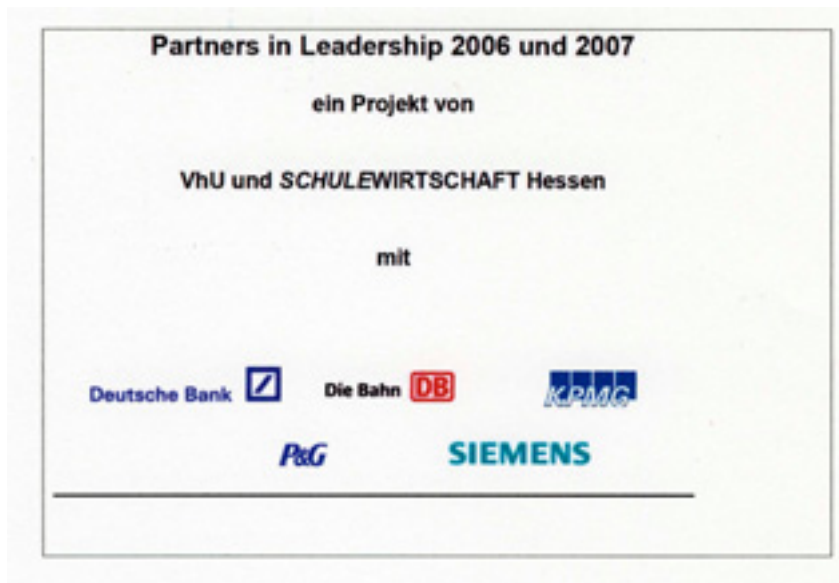 Partners in Leadership 2006 und 2007
ein Projekt von
VhU und SCHULEWIRTSCHAFT Hessen
mit
Deutsche Bank Die Bahn DB KPMG
P&G SIEMENS